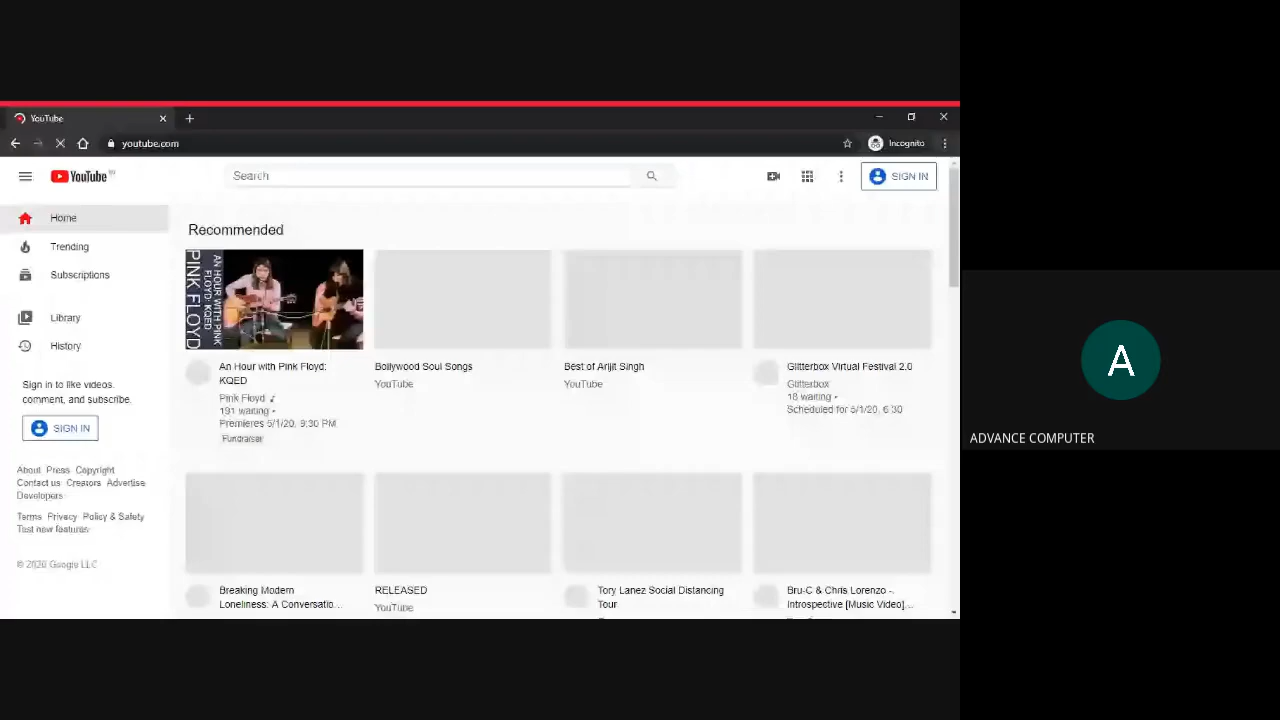 YouTube
youtube.com
Incognito
YouTube
Search
SIGN IN
Home
Trending
Subscriptions
Library
History
Sign in to like videos,
comment, and subscribe.
SIGN IN
About Press Copyright
Contact us Creators Advertise
Developers
Terms Privacy Policy & Safety
Test new features
© 2020 Google LLC
Recommended
AN HOUR WITH PINK
FLOYD: KQED
PINK FLOYD
An Hour with Pink Floyd:
KQED
Pink Floyd
191 waiting •
Premieres 5/1/20, 9:30 PM
Fundraiser
Bollywood Soul Songs
YouTube
Best of Arijit Singh
YouTube
Glitterbox Virtual Festival 2.0
Glitterbox
18 waiting •
Scheduled for 5/1/20, 6:30
Breaking Modern
Loneliness: A Conversatio...
RELEASED
YouTube
Tory Lanez Social Distancing
Tour
Bru-C & Chris Lorenzo -
Introspective [Music Video]...
A
ADVANCE COMPUTER